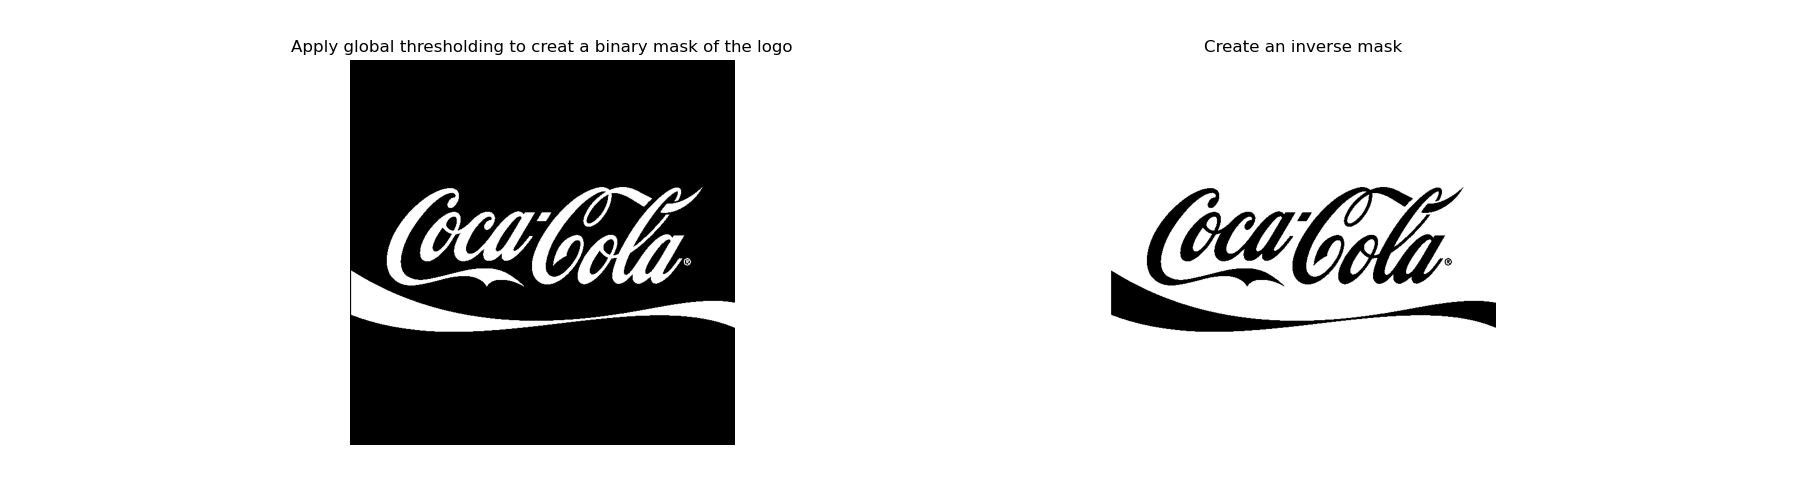 Apply global thresholding to creat a binary mask of the logo
Create an inverse mask
Coca-Cola®
Coca-Cola®